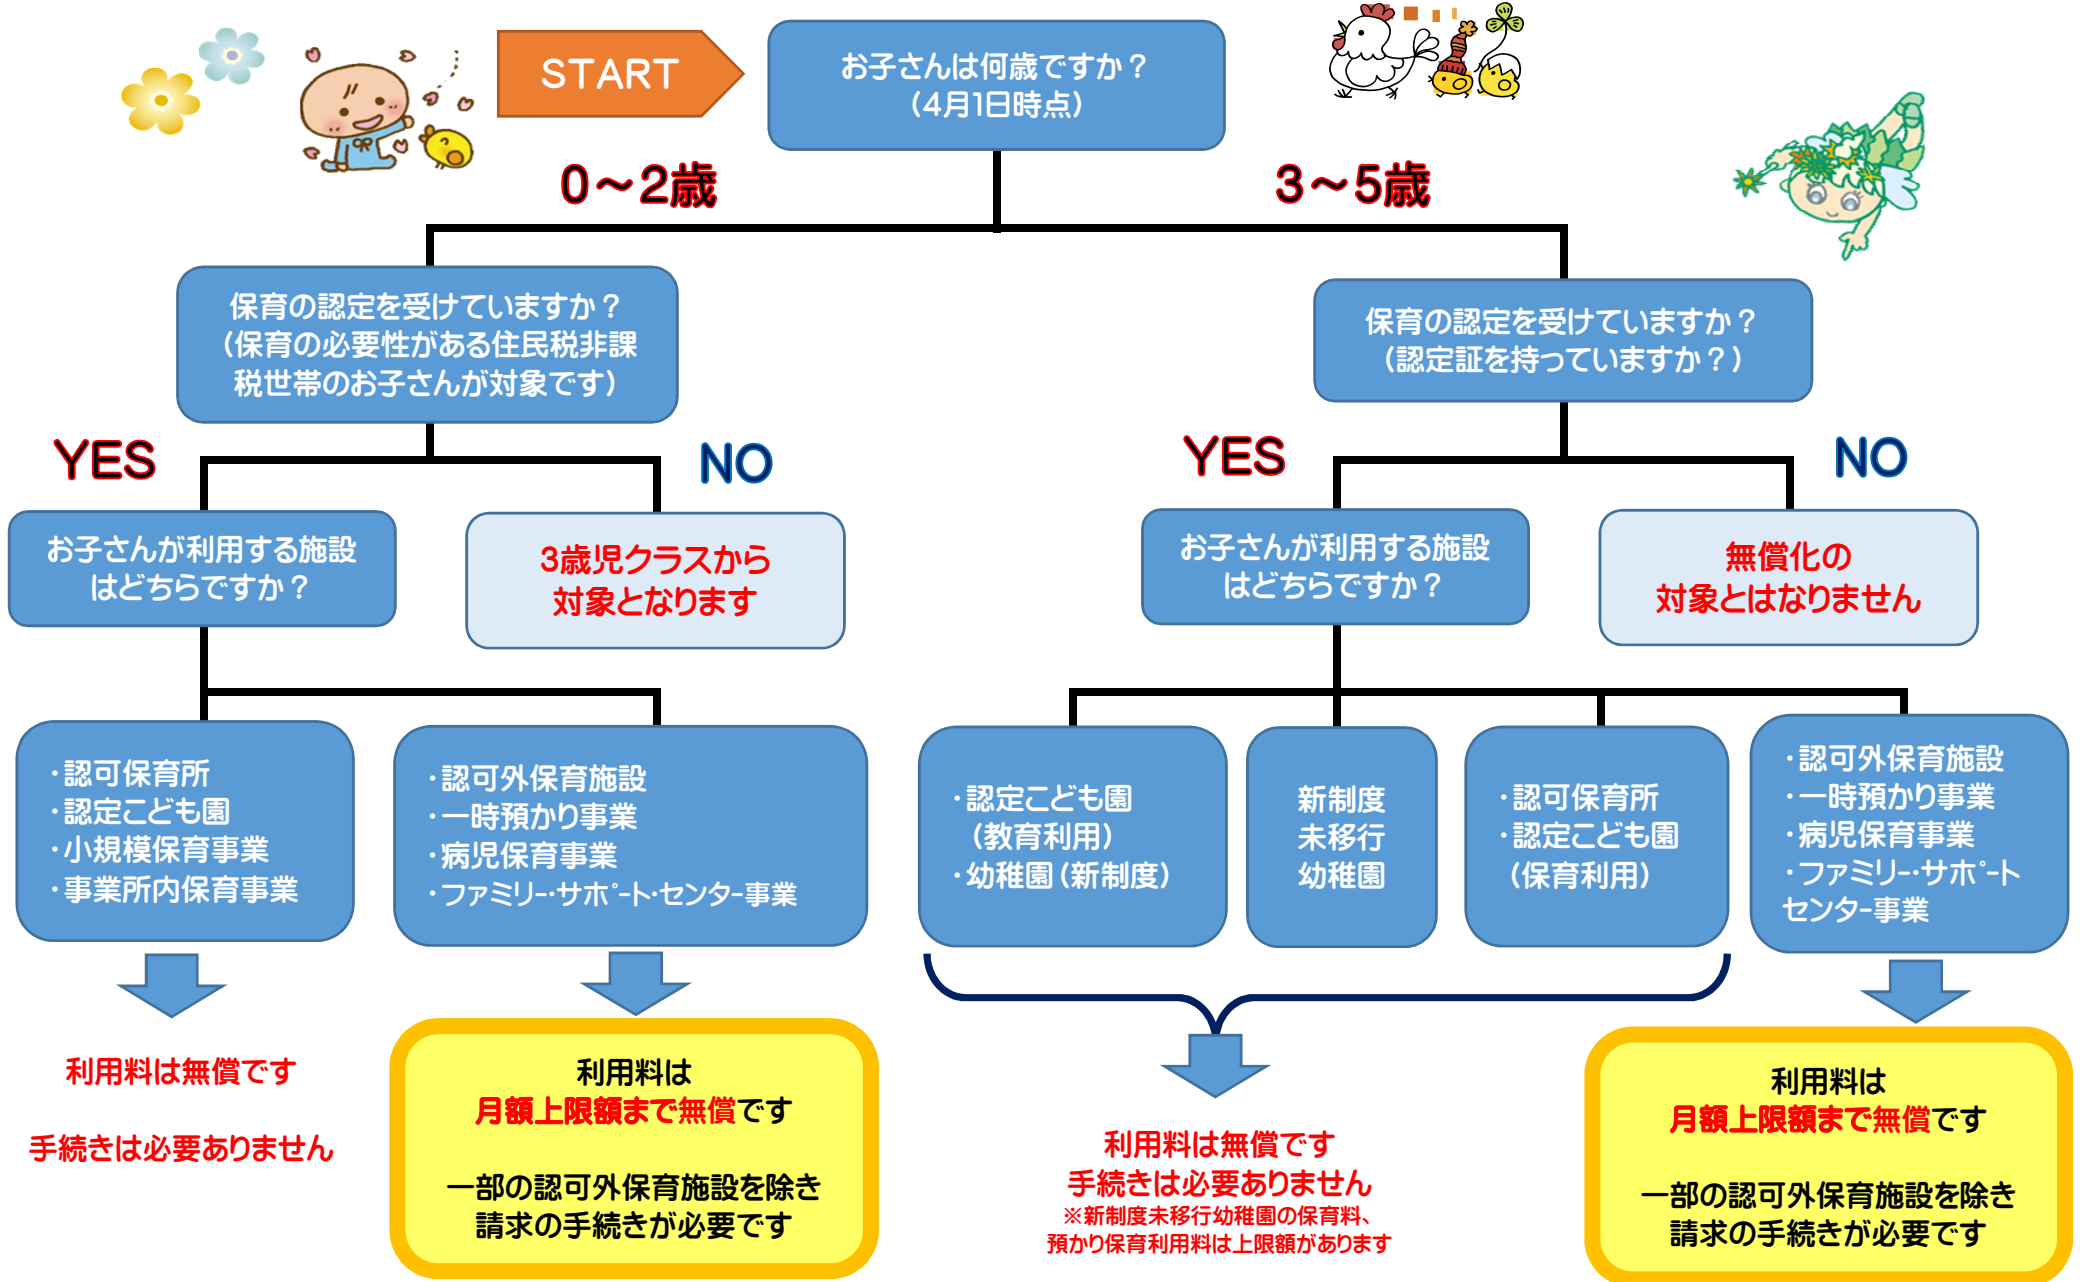 START
お子さんは何歳ですか？
（4月1日時点）
0～2歳
3～5歳
保育の認定を受けていますか？
（保育の必要性がある住民税非課
税世帯のお子さんが対象です）
保育の認定を受けていますか？
（認定証を持っていますか？）
YES
NO
YES
NO
お子さんが利用する施設
はどちらですか？
3歳児クラスから
対象となります
お子さんが利用する施設
はどちらですか？
無償化の
対象とはなりません
・認可保育所
・認定こども園
・小規模保育事業
・事業所内保育事業
・認可外保育施設
・一時預かり事業
・病児保育事業
・ファミリー・サポート・センター事業
・認定こども園
（教育利用）
・幼稚園（新制度）
新制度
未移行
幼稚園
・認可保育所
・認定こども園
（保育利用）
・認可外保育施設
・一時預かり事業
・病児保育事業
・ファミリー・サポート
センター事業
利用料は無償です
手続きは必要ありません
利用料は
月額上限額まで無償です
一部の認可外保育施設を除き
請求の手続きが必要です
利用料は無償です
手続きは必要ありません
※新制度未移行幼稚園の保育料、
預かり保育利用料は上限額があります
利用料は
月額上限額まで無償です
一部の認可外保育施設を除き
請求の手続きが必要です